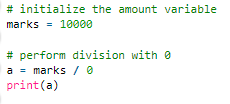 # initialize the amount variable
marks = 10000
# perform division with 0
a = marks / 0
print(a)